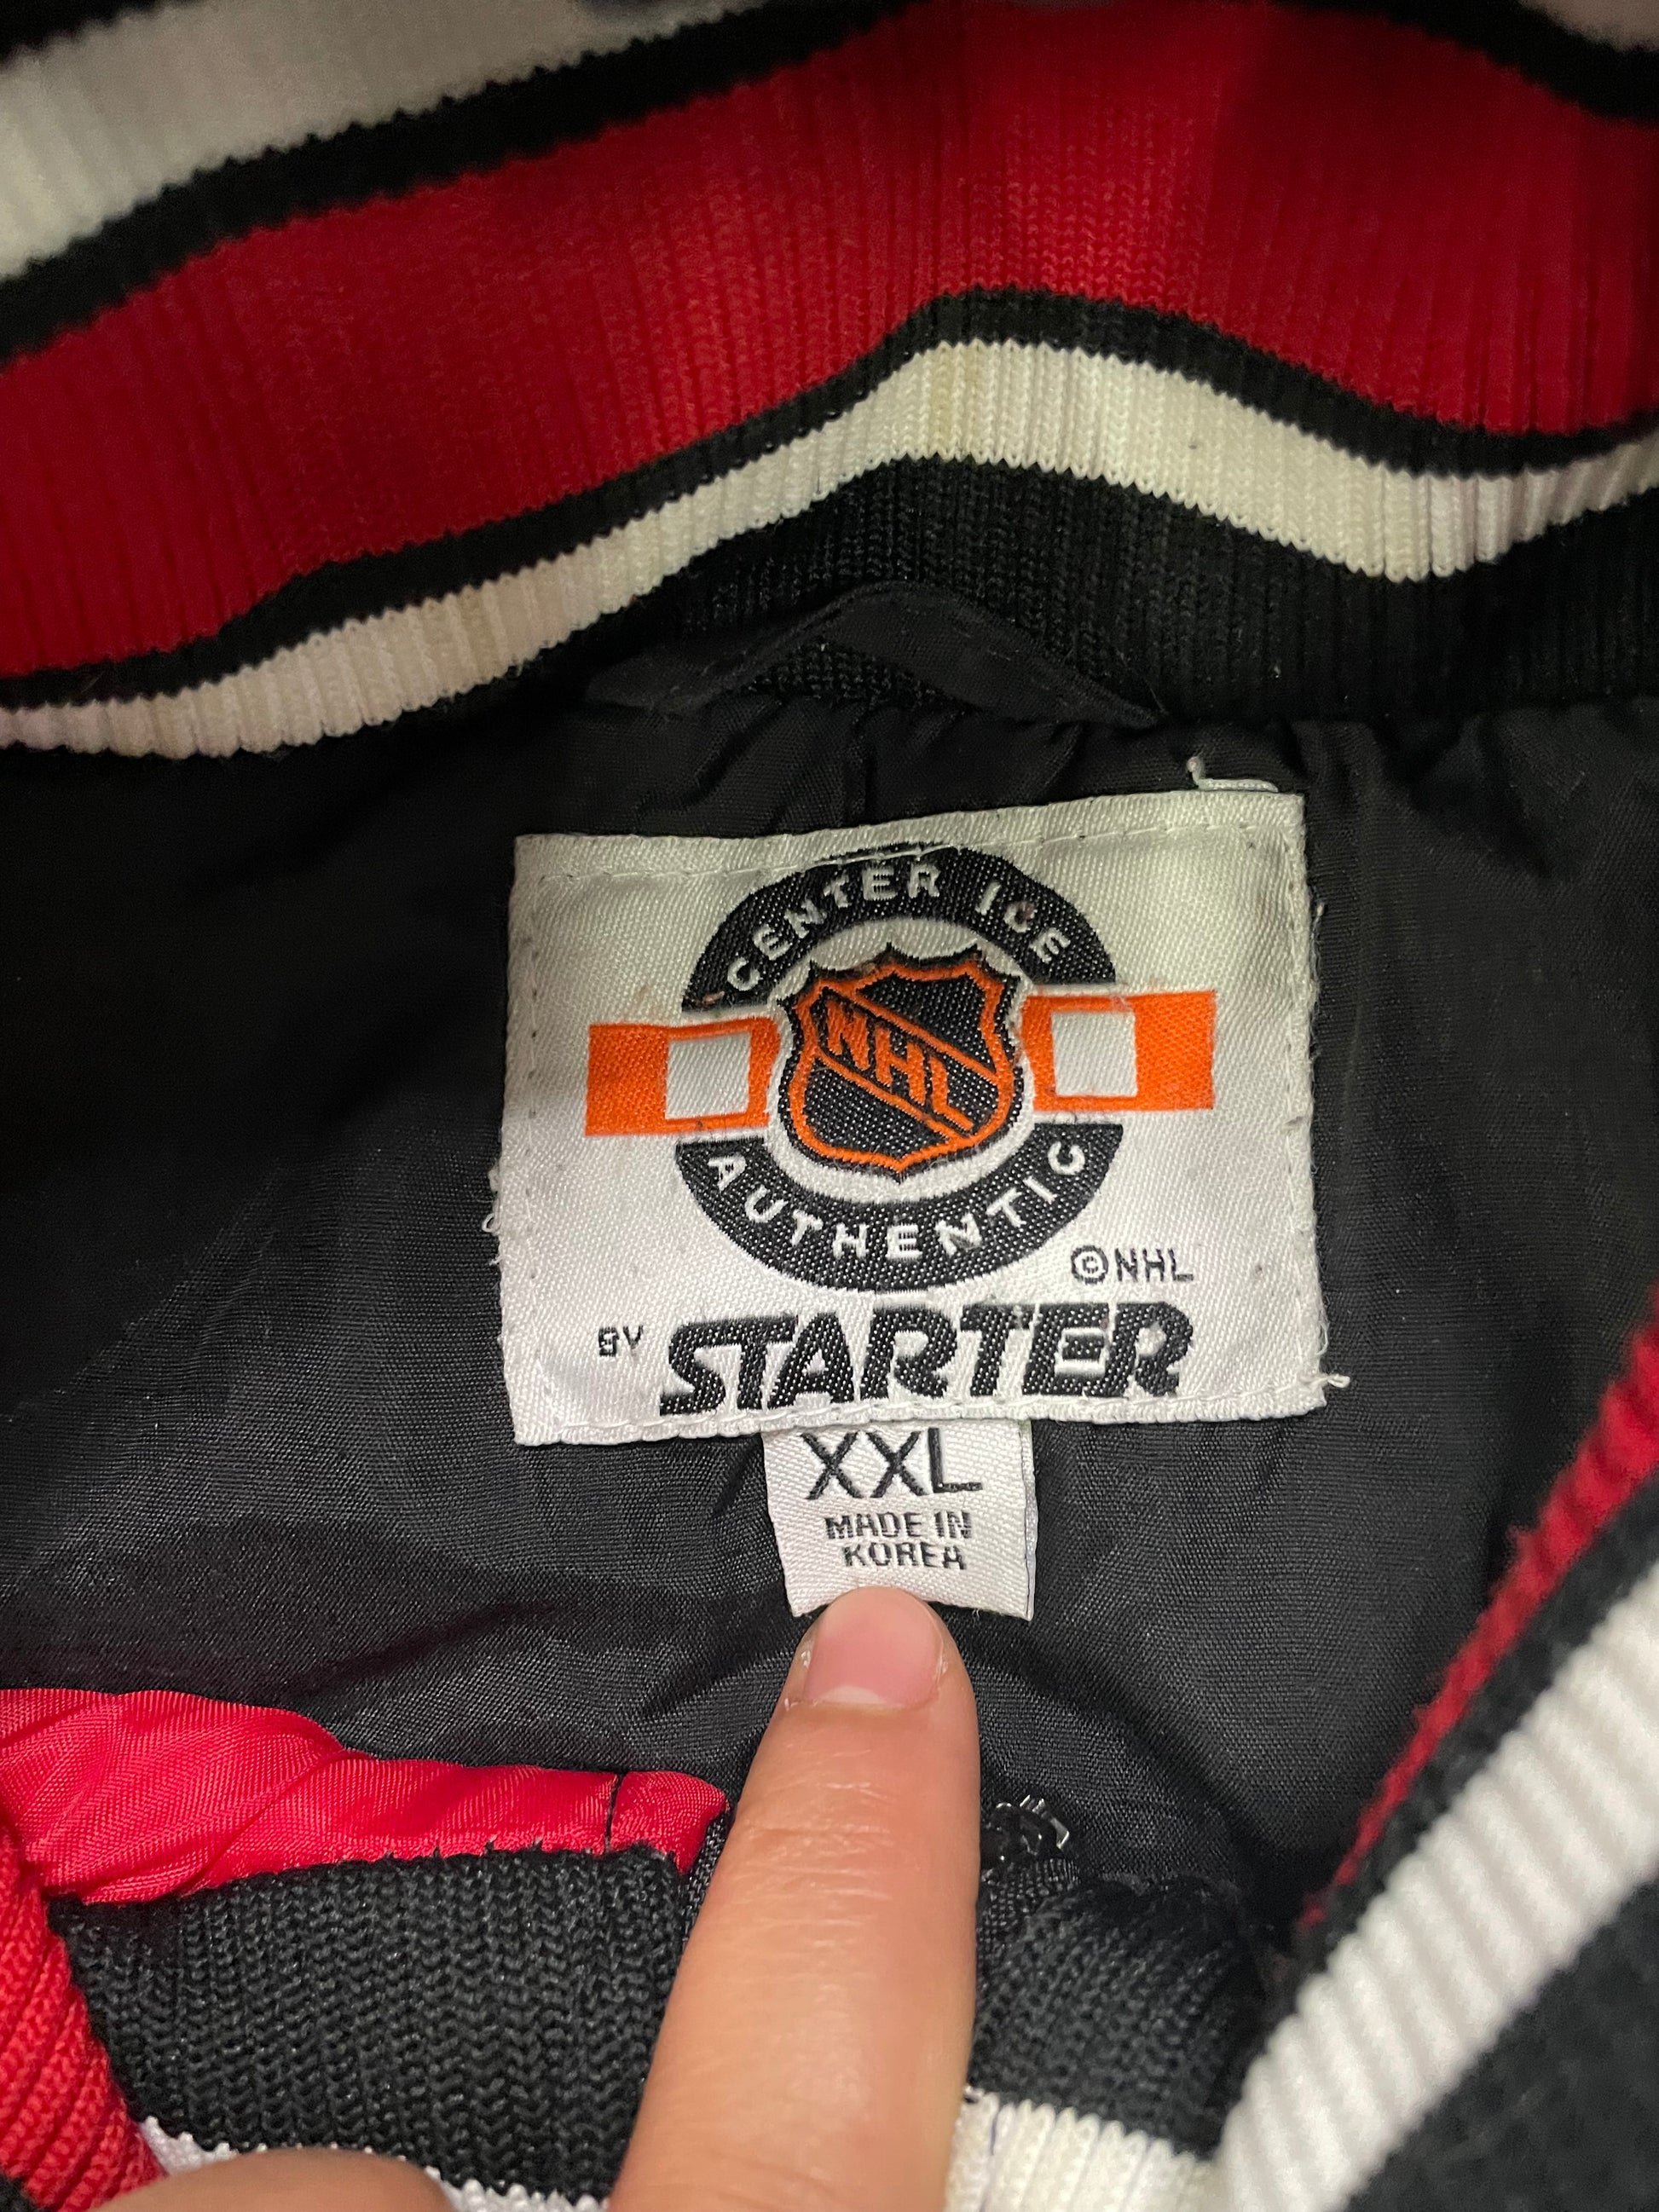 CENTER ICE
NHL
AUTHENTIC
©NHL
BY STARTER
XXL
MADE IN
KOREA